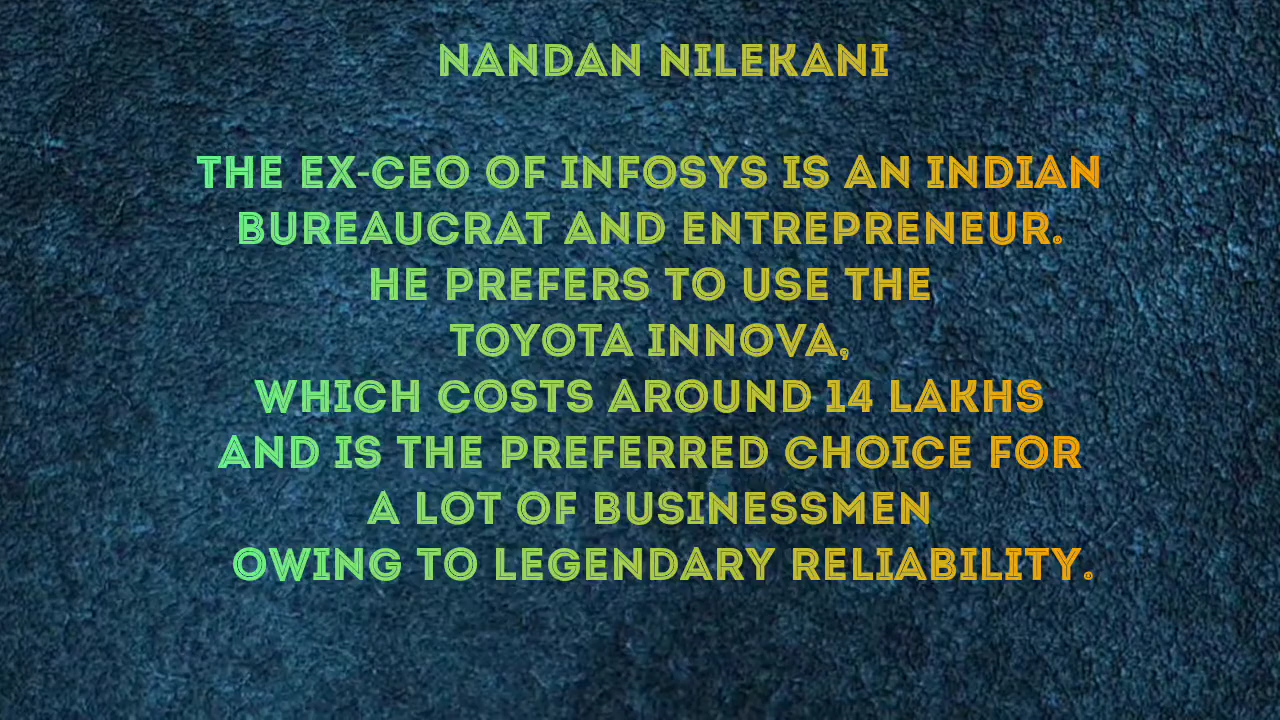 NANDAN NILEKANI
THE EX-CEO OF INFOSYS IS AN INDIAN
BUREAUCRAT AND ENTREPRENEUR.
HE PREFERS TO USE THE
TOYOTA INNOVA,
WHICH COSTS AROUND 14 LAKHS
AND IS THE PREFERRED CHOICE FOR
A LOT OF BUSINESSMEN
OWING TO LEGENDARY RELIABILITY.